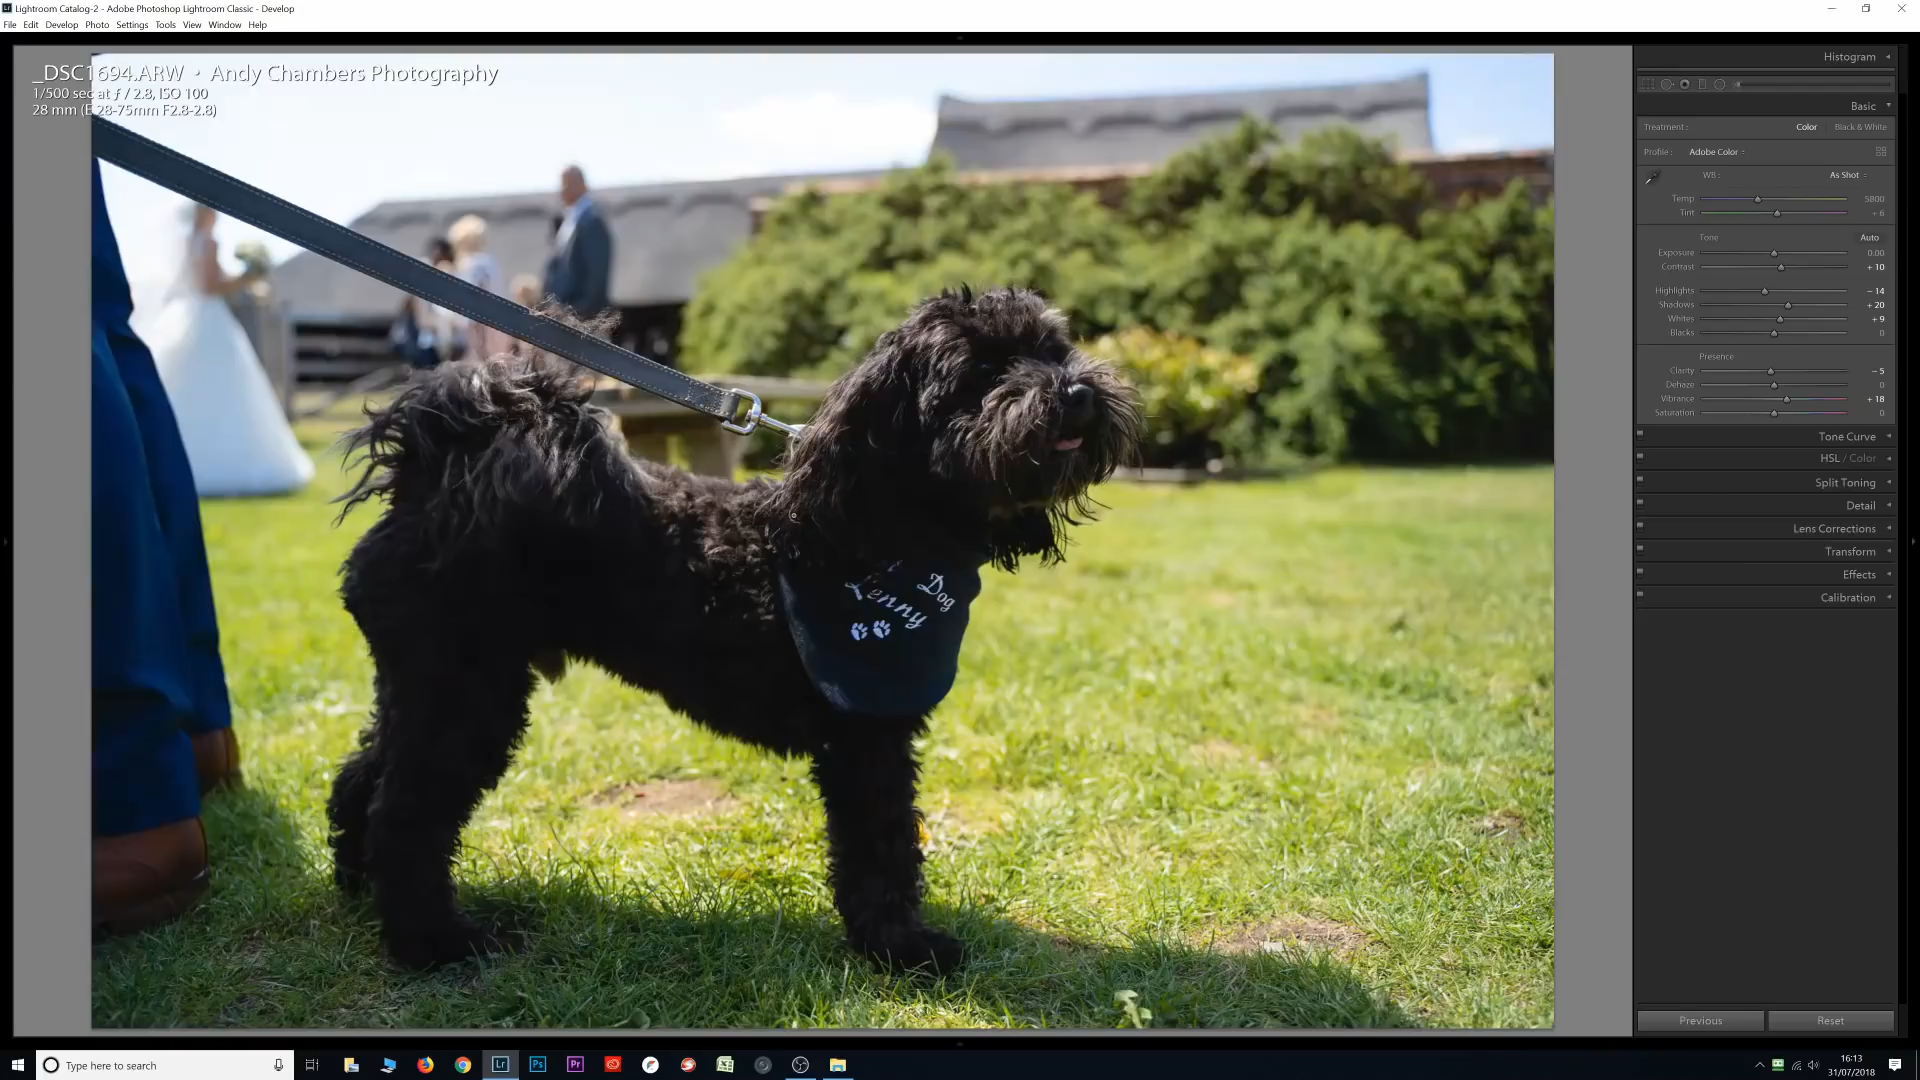 Lightroom Catalog-2 - Adobe Photoshop Lightroom Classic - Develop
File Edit Develop Photo Settings Tools View Window Help
_DSC1694.ARW • Andy Chambers Photography
1/500 sec at ƒ / 2.8, ISO 100
28 mm (E 28-75mm F2.8-2.8)
Dog
Lenny
Histogram
Basic
Treatment : Color Black & White
Profile : Adobe Color
WB : As Shot
Temp 5800
Tint + 6
Tone Auto
Exposure 0.00
Contrast + 10
Highlights – 14
Shadows + 20
Whites + 9
Blacks 0
Presence
Clarity – 5
Dehaze 0
Vibrance + 18
Saturation 0
Tone Curve
HSL / Color
Split Toning
Detail
Lens Corrections
Transform
Effects
Calibration
Previous Reset
Type here to search
Lr Ps Pr
16:13
31/07/2018